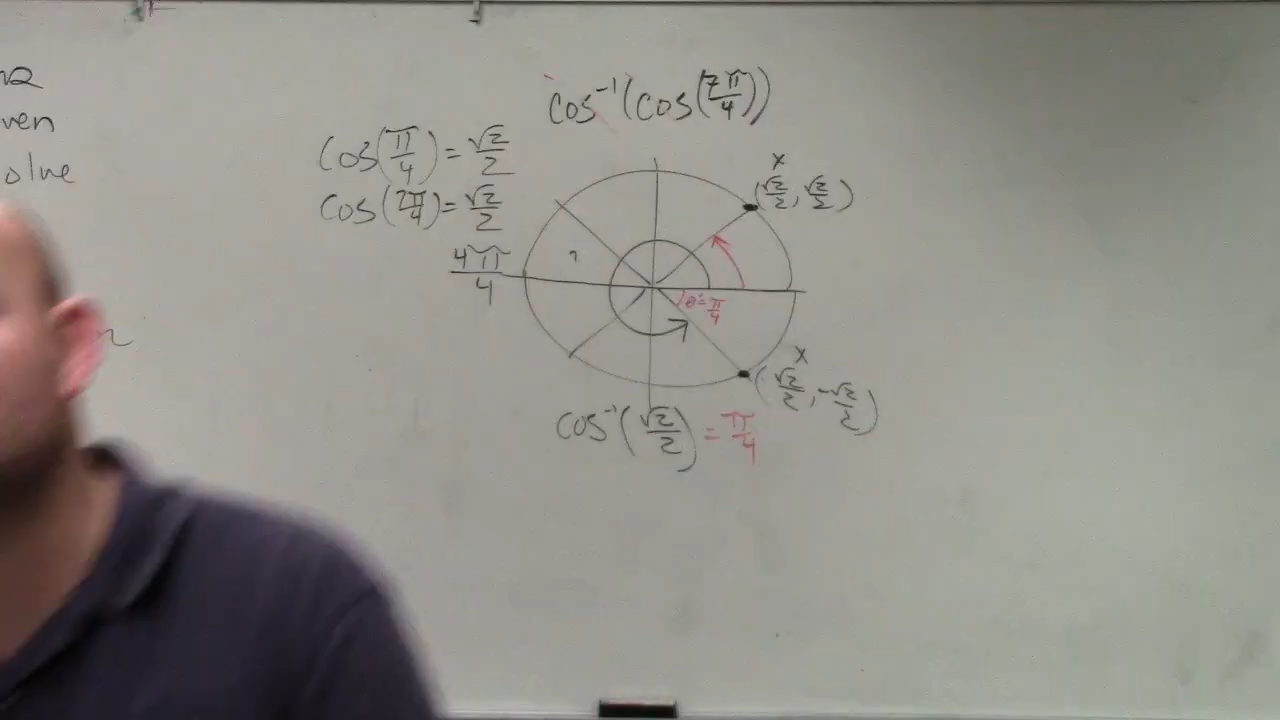 ven
olve
cos⁻¹(cos(7π/4))
cos(π/4) = √2/2
cos(7π/4) = √2/2
4π/4
x
(√2/2, √2/2)
θ' = π/4
x
(√2/2, -√2/2)
cos⁻¹(√2/2) = π/4